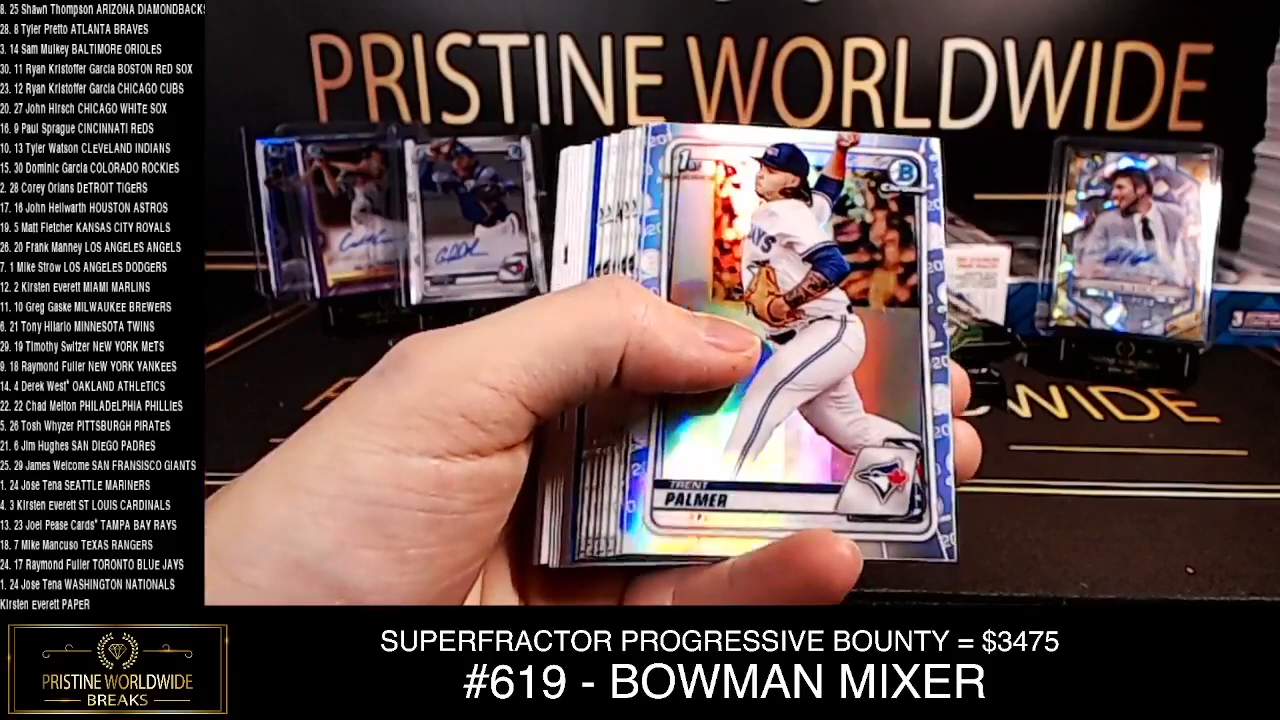 8. 25 Shawn Thompson ARIZONA DIAMONDBACKS
28. 8 Tyler Pretto ATLANTA BRAVES
3. 14 Sam Mulkey BALTIMORE ORIOLES
30. 11 Ryan Kristoffer Garcia BOSTON RED SOX
23. 12 Ryan Kristoffer Garcia CHICAGO CUBS
20. 27 John Hirsch CHICAGO WHITE SOX
16. 9 Paul Sprague CINCINNATI REDS
10. 13 Tyler Watson CLEVELAND INDIANS
15. 30 Dominic Garcia COLORADO ROCKIES
2. 28 Corey Orians DETROIT TIGERS
17. 16 John Hellwarth HOUSTON ASTROS
19. 5 Matt Fletcher KANSAS CITY ROYALS
26. 20 Frank Manney LOS ANGELES ANGELS
7. 1 Mike Strow LOS ANGELES DODGERS
12. 2 Kirsten Everett MIAMI MARLINS
11. 10 Greg Gaske MILWAUKEE BREWERS
6. 21 Tony Hilario MINNESOTA TWINS
29. 19 Timothy Switzer NEW YORK METS
9. 18 Raymond Fuller NEW YORK YANKEES
14. 4 Derek West* OAKLAND ATHLETICS
22. 22 Chad Melton PHILADELPHIA PHILLIES
5. 26 Tosh Whyzer PITTSBURGH PIRATES
21. 6 Jim Hughes SAN DIEGO PADRES
25. 29 James Welcome SAN FRANSISCO GIANTS
1. 24 Jose Tena SEATTLE MARINERS
4. 3 Kirsten Everett ST LOUIS CARDINALS
13. 23 Joel Pease Cards* TAMPA BAY RAYS
18. 7 Mike Mancuso TEXAS RANGERS
24. 17 Raymond Fuller TORONTO BLUE JAYS
1. 24 Jose Tena WASHINGTON NATIONALS
Kirsten Everett PAPER
PRISTINE WORLDWIDE
1st
B
TRENT
PALMER
WIDE
PRISTINE WORLDWIDE
BREAKS
SUPERFRACTOR PROGRESSIVE BOUNTY = $3475
#619 - BOWMAN MIXER